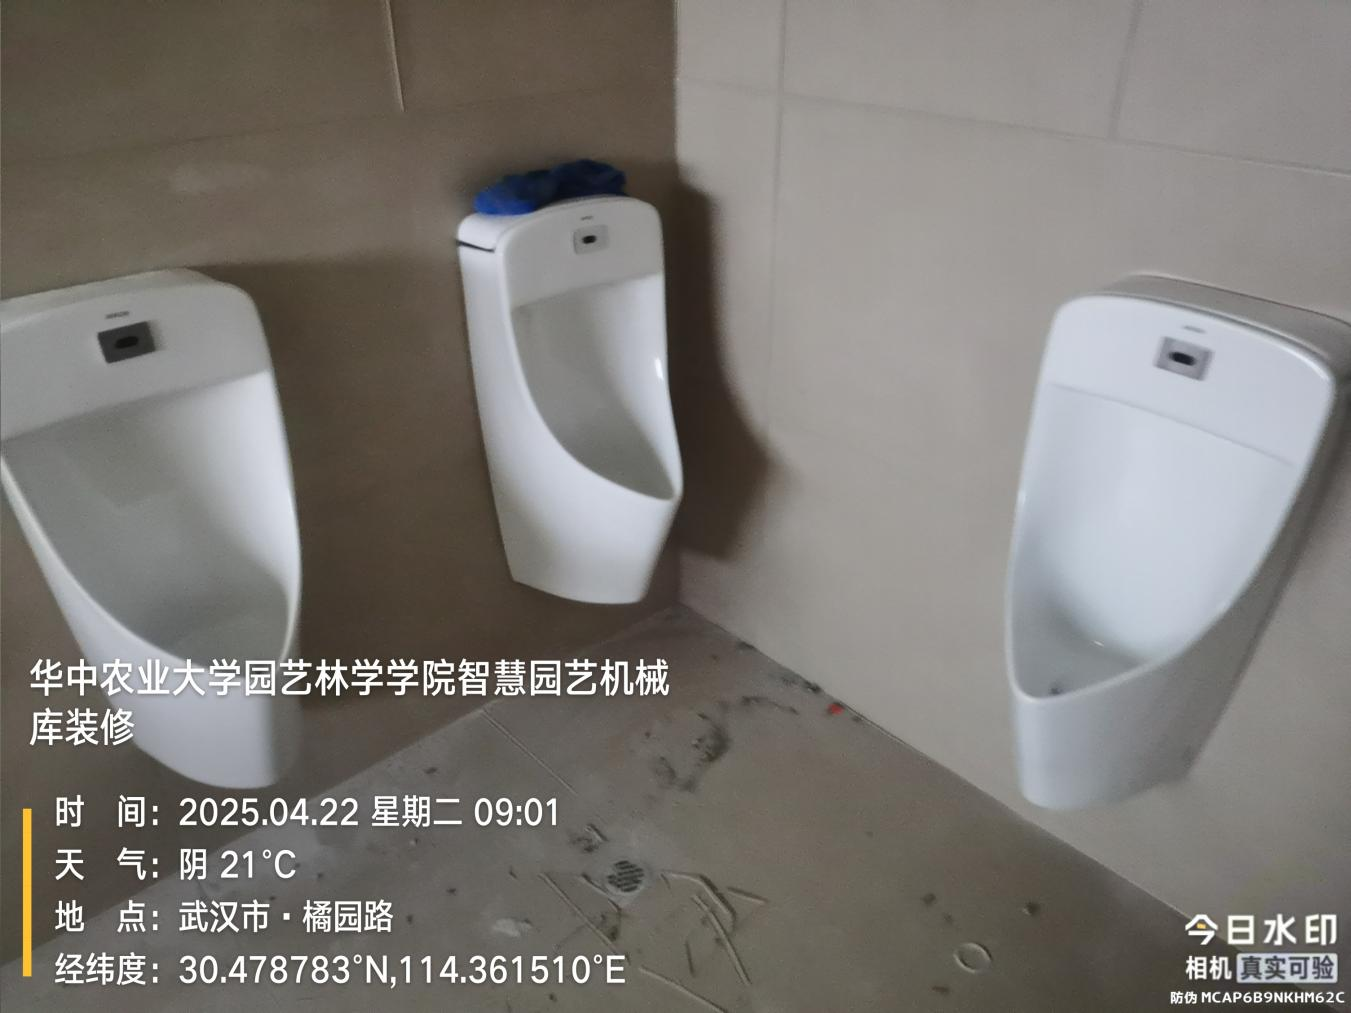 华中农业大学园艺林学学院智慧园艺机械
库装修
时 间：2025.04.22 星期二 09:01
天 气：阴 21°C
地 点：武汉市·橘园路
经纬度：30.478783°N,114.361510°E
今日水印
相机 真实可验
防伪 MCAP6B9NKHM62C